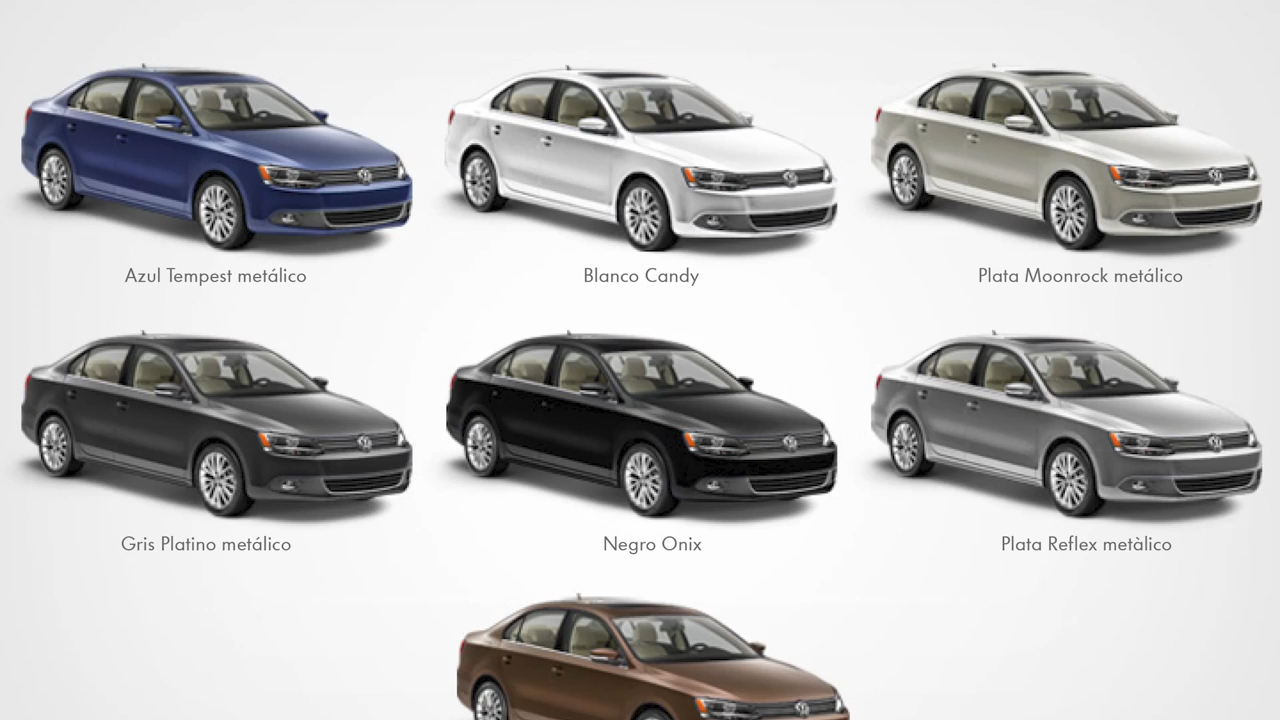 Azul Tempest metálico
Blanco Candy
Plata Moonrock metálico
Gris Platino metálico
Negro Onix
Plata Reflex metàlico